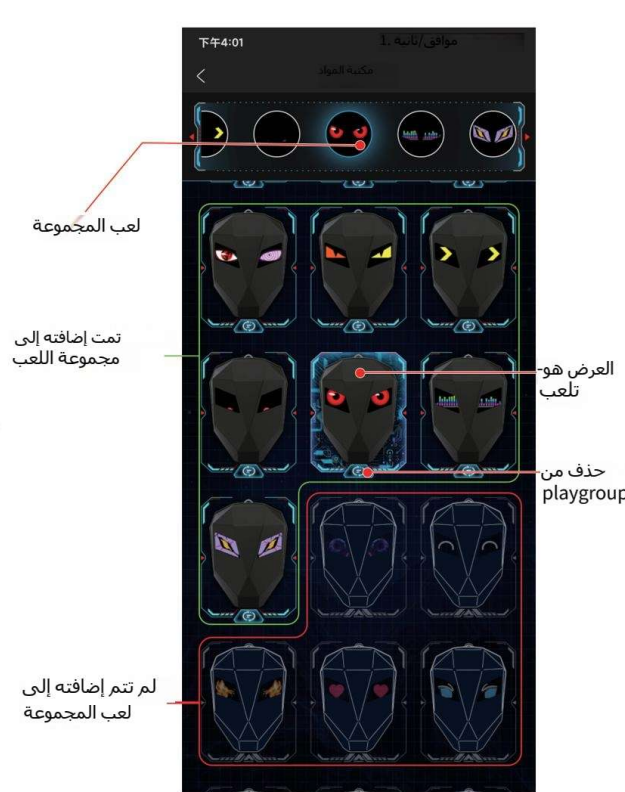 下午4:01
موافق/ثانية .1
مكتبة المواد
لعب المجموعة
تمت إضافته إلى
مجموعة اللعب
العرض هو-
تلعب
حذف من
playgroup
لم تتم إضافته إلى
لعب المجموعة